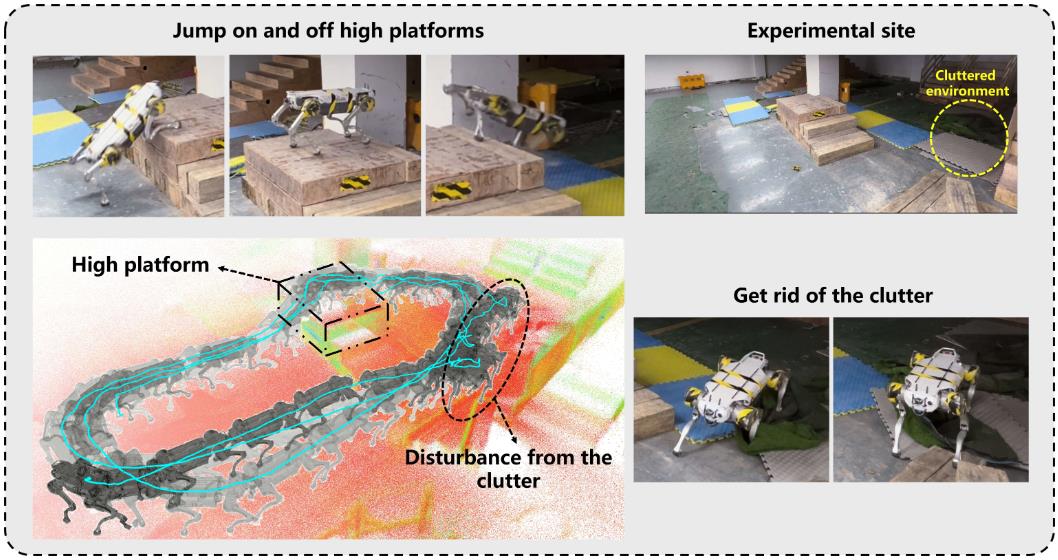 Jump on and off high platforms
Experimental site
Cluttered
environment
High platform
Get rid of the clutter
Disturbance from the
clutter